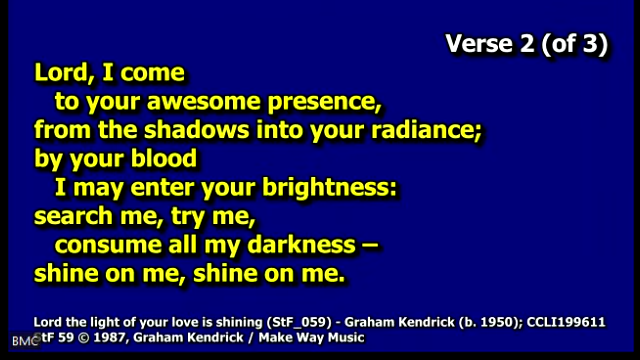 Verse 2 (of 3)
Lord, I come
to your awesome presence,
from the shadows into your radiance;
by your blood
I may enter your brightness:
search me, try me,
consume all my darkness –
shine on me, shine on me.
Lord the light of your love is shining (StF_059) - Graham Kendrick (b. 1950); CCLI199611
StF 59 © 1987, Graham Kendrick / Make Way Music
BMC